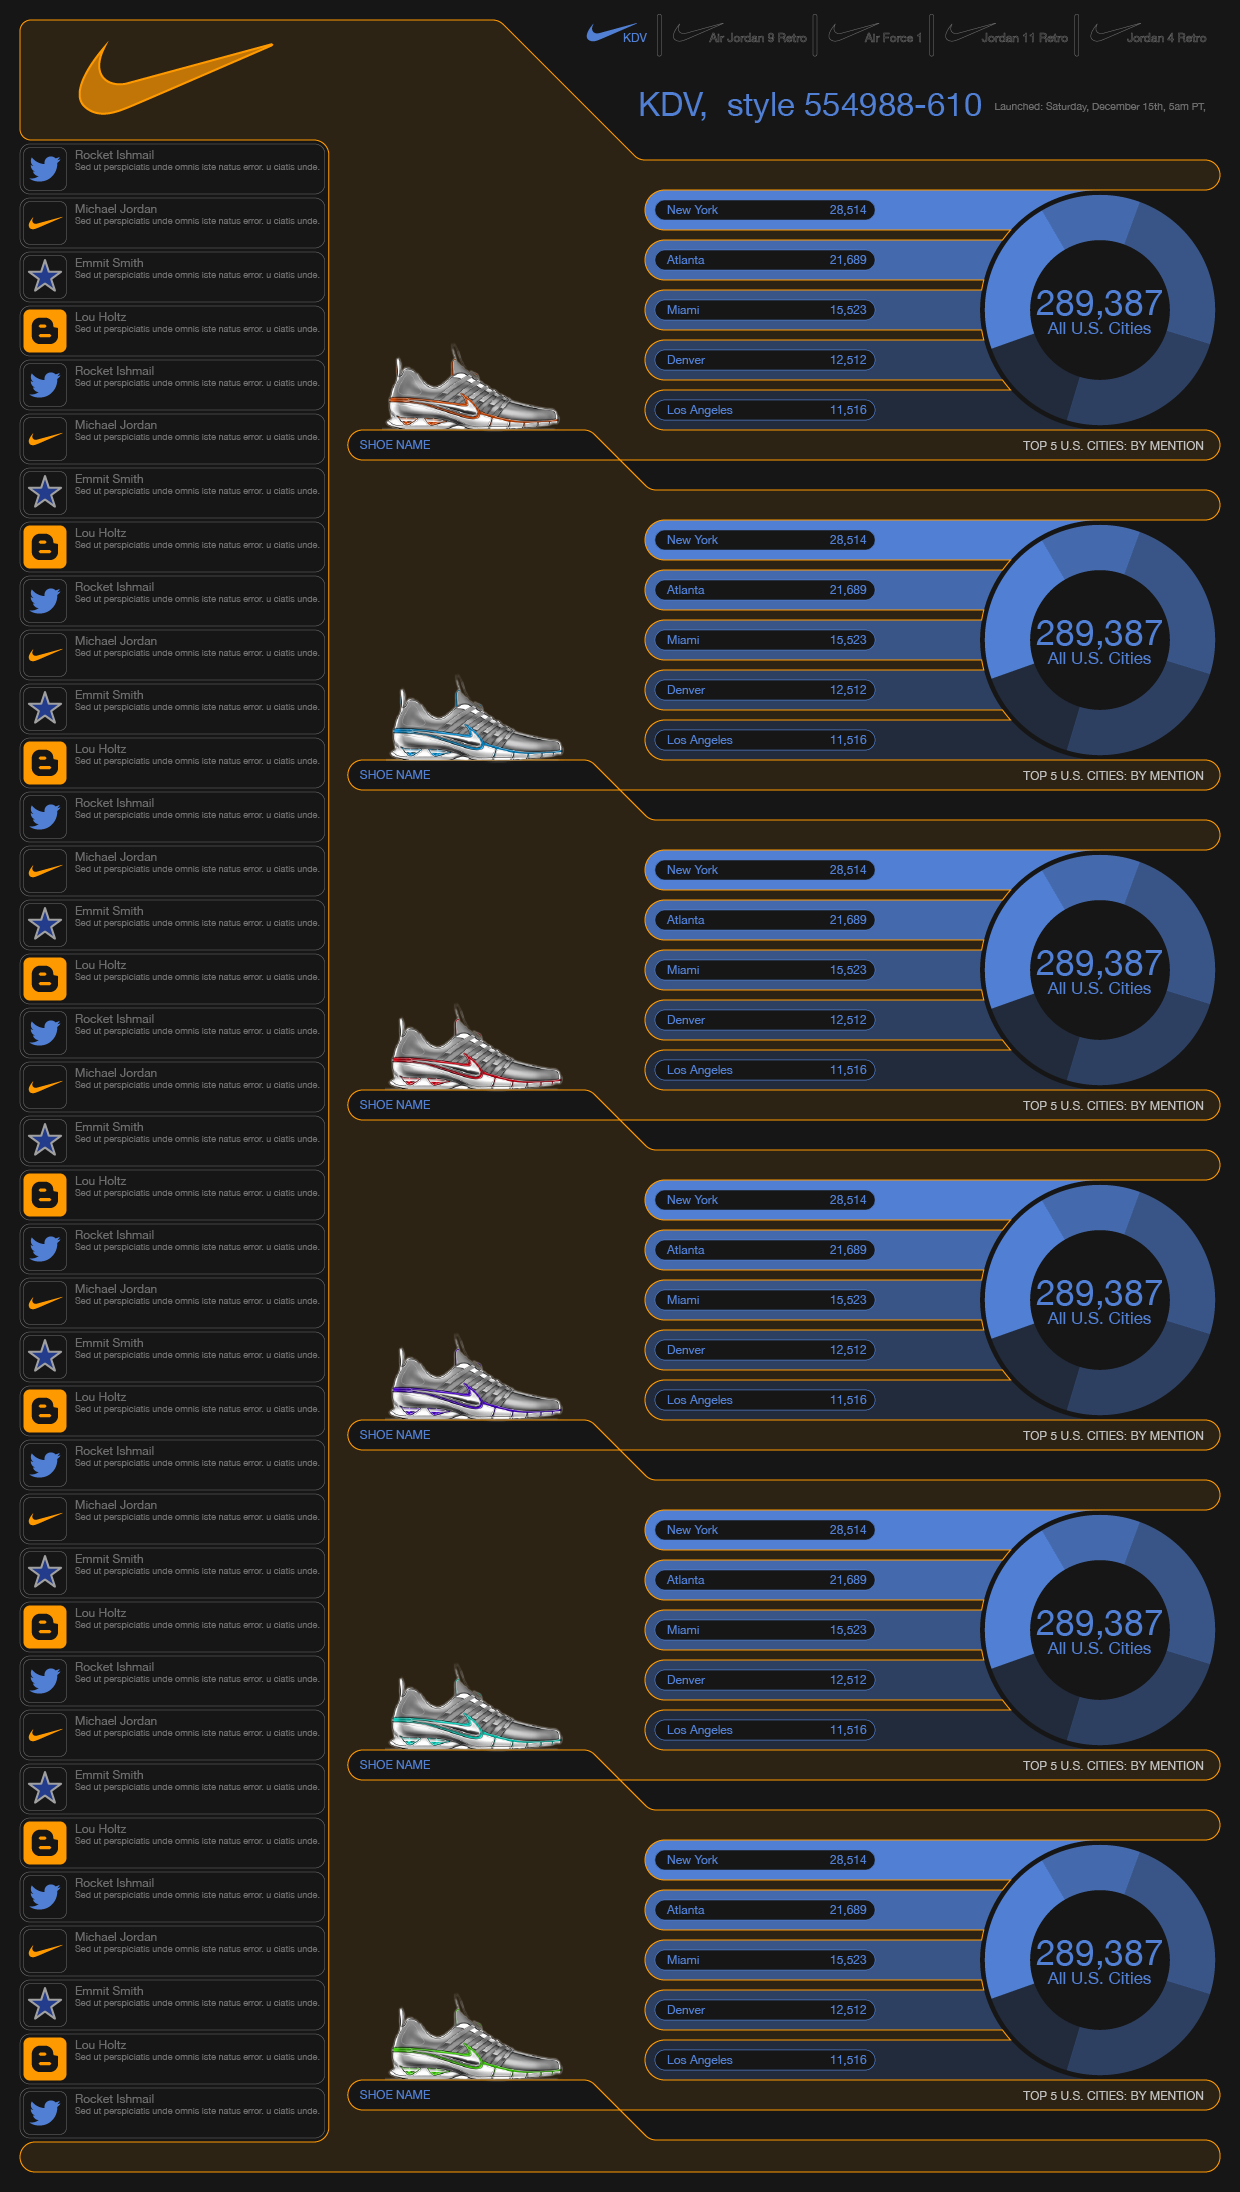 KDV
Air Jordan 9 Retro
Air Force 1
Jordan 11 Retro
Jordan 4 Retro
KDV, style 554988-610
Launched: Saturday, December 15th, 5am PT,
Rocket Ishmail
Sed ut perspiciatis unde omnis iste natus error. u ciatis unde.
Michael Jordan
Sed ut perspiciatis unde omnis iste natus error. u ciatis unde.
Emmit Smith
Sed ut perspiciatis unde omnis iste natus error. u ciatis unde.
Lou Holtz
Sed ut perspiciatis unde omnis iste natus error. u ciatis unde.
Rocket Ishmail
Sed ut perspiciatis unde omnis iste natus error. u ciatis unde.
Michael Jordan
Sed ut perspiciatis unde omnis iste natus error. u ciatis unde.
Emmit Smith
Sed ut perspiciatis unde omnis iste natus error. u ciatis unde.
Lou Holtz
Sed ut perspiciatis unde omnis iste natus error. u ciatis unde.
Rocket Ishmail
Sed ut perspiciatis unde omnis iste natus error. u ciatis unde.
Michael Jordan
Sed ut perspiciatis unde omnis iste natus error. u ciatis unde.
Emmit Smith
Sed ut perspiciatis unde omnis iste natus error. u ciatis unde.
Lou Holtz
Sed ut perspiciatis unde omnis iste natus error. u ciatis unde.
Rocket Ishmail
Sed ut perspiciatis unde omnis iste natus error. u ciatis unde.
Michael Jordan
Sed ut perspiciatis unde omnis iste natus error. u ciatis unde.
Emmit Smith
Sed ut perspiciatis unde omnis iste natus error. u ciatis unde.
Lou Holtz
Sed ut perspiciatis unde omnis iste natus error. u ciatis unde.
Rocket Ishmail
Sed ut perspiciatis unde omnis iste natus error. u ciatis unde.
Michael Jordan
Sed ut perspiciatis unde omnis iste natus error. u ciatis unde.
Emmit Smith
Sed ut perspiciatis unde omnis iste natus error. u ciatis unde.
Lou Holtz
Sed ut perspiciatis unde omnis iste natus error. u ciatis unde.
Rocket Ishmail
Sed ut perspiciatis unde omnis iste natus error. u ciatis unde.
Michael Jordan
Sed ut perspiciatis unde omnis iste natus error. u ciatis unde.
Emmit Smith
Sed ut perspiciatis unde omnis iste natus error. u ciatis unde.
Lou Holtz
Sed ut perspiciatis unde omnis iste natus error. u ciatis unde.
Rocket Ishmail
Sed ut perspiciatis unde omnis iste natus error. u ciatis unde.
Michael Jordan
Sed ut perspiciatis unde omnis iste natus error. u ciatis unde.
Emmit Smith
Sed ut perspiciatis unde omnis iste natus error. u ciatis unde.
Lou Holtz
Sed ut perspiciatis unde omnis iste natus error. u ciatis unde.
Rocket Ishmail
Sed ut perspiciatis unde omnis iste natus error. u ciatis unde.
Michael Jordan
Sed ut perspiciatis unde omnis iste natus error. u ciatis unde.
Emmit Smith
Sed ut perspiciatis unde omnis iste natus error. u ciatis unde.
Lou Holtz
Sed ut perspiciatis unde omnis iste natus error. u ciatis unde.
Rocket Ishmail
Sed ut perspiciatis unde omnis iste natus error. u ciatis unde.
Michael Jordan
Sed ut perspiciatis unde omnis iste natus error. u ciatis unde.
Emmit Smith
Sed ut perspiciatis unde omnis iste natus error. u ciatis unde.
Lou Holtz
Sed ut perspiciatis unde omnis iste natus error. u ciatis unde.
Rocket Ishmail
Sed ut perspiciatis unde omnis iste natus error. u ciatis unde.
New York 28,514
Atlanta 21,689
Miami 15,523
Denver 12,512
Los Angeles 11,516
289,387
All U.S. Cities
SHOE NAME
TOP 5 U.S. CITIES: BY MENTION
New York 28,514
Atlanta 21,689
Miami 15,523
Denver 12,512
Los Angeles 11,516
289,387
All U.S. Cities
SHOE NAME
TOP 5 U.S. CITIES: BY MENTION
New York 28,514
Atlanta 21,689
Miami 15,523
Denver 12,512
Los Angeles 11,516
289,387
All U.S. Cities
SHOE NAME
TOP 5 U.S. CITIES: BY MENTION
New York 28,514
Atlanta 21,689
Miami 15,523
Denver 12,512
Los Angeles 11,516
289,387
All U.S. Cities
SHOE NAME
TOP 5 U.S. CITIES: BY MENTION
New York 28,514
Atlanta 21,689
Miami 15,523
Denver 12,512
Los Angeles 11,516
289,387
All U.S. Cities
SHOE NAME
TOP 5 U.S. CITIES: BY MENTION
New York 28,514
Atlanta 21,689
Miami 15,523
Denver 12,512
Los Angeles 11,516
289,387
All U.S. Cities
SHOE NAME
TOP 5 U.S. CITIES: BY MENTION